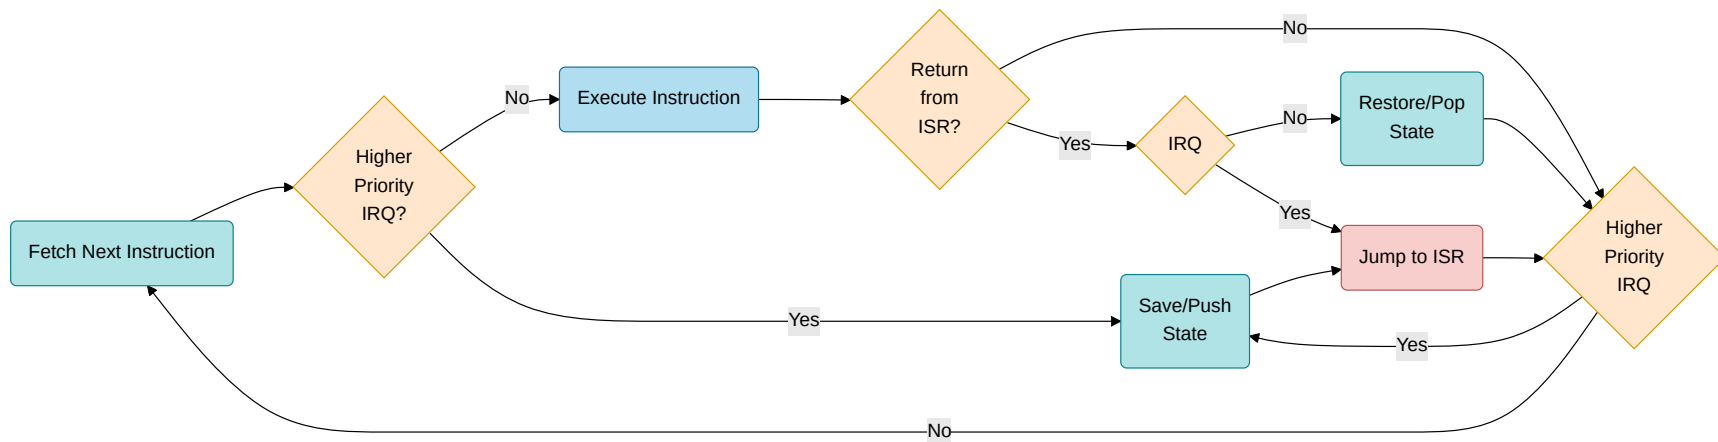 Fetch Next Instruction
Higher
Priority
IRQ?
No
Execute Instruction
Yes
Return
from
ISR?
No
Yes
IRQ
No
Yes
Restore/Pop
State
Jump to ISR
Save/Push
State
Higher
Priority
IRQ
Yes
No